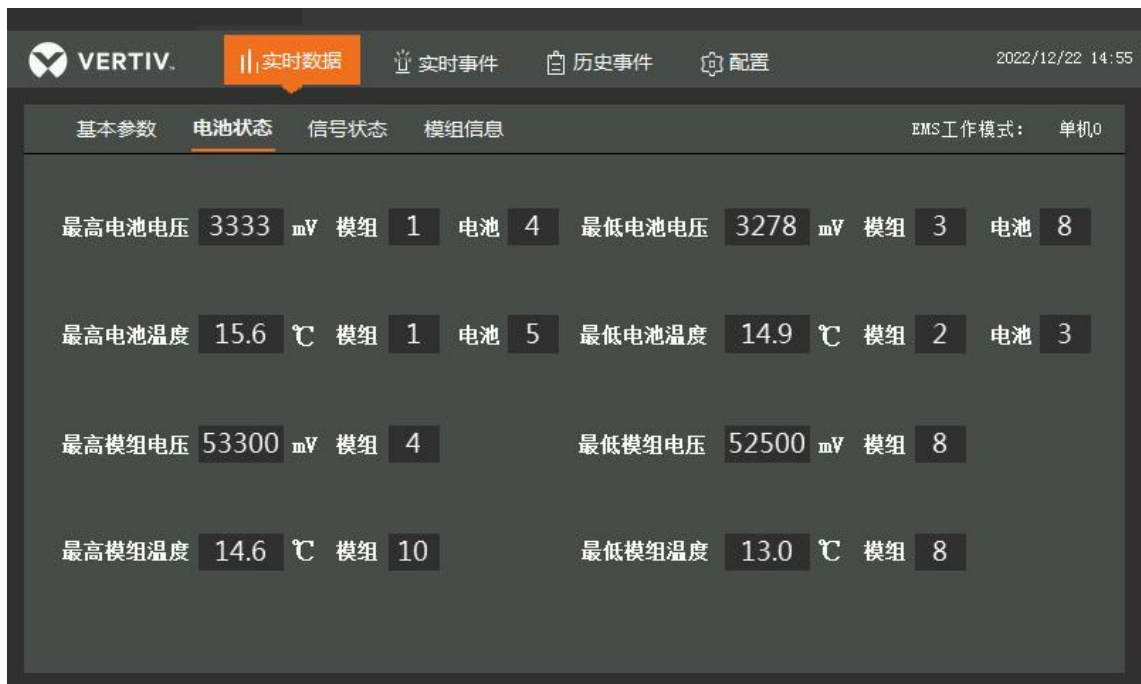 VERTIV. 实时数据 实时事件 历史事件 配置 2022/12/22 14:55
基本参数 电池状态 信号状态 模组信息 EMS工作模式： 单机0
最高电池电压 3333 mV 模组 1 电池 4 最低电池电压 3278 mV 模组 3 电池 8
最高电池温度 15.6 ℃ 模组 1 电池 5 最低电池温度 14.9 ℃ 模组 2 电池 3
最高模组电压 53300 mV 模组 4 最低模组电压 52500 mV 模组 8
最高模组温度 14.6 ℃ 模组 10 最低模组温度 13.0 ℃ 模组 8